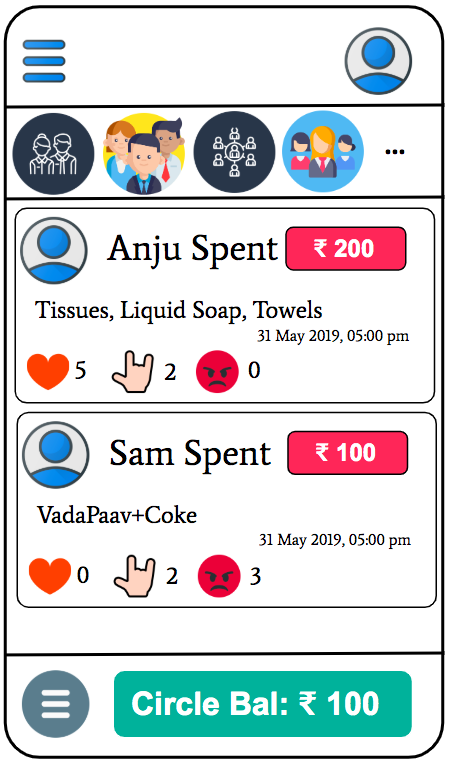 Anju Spent ₹ 200
Tissues, Liquid Soap, Towels
31 May 2019, 05:00 pm
5 2 0
Sam Spent ₹ 100
VadaPaav+Coke
31 May 2019, 05:00 pm
0 2 3
Circle Bal: ₹ 100